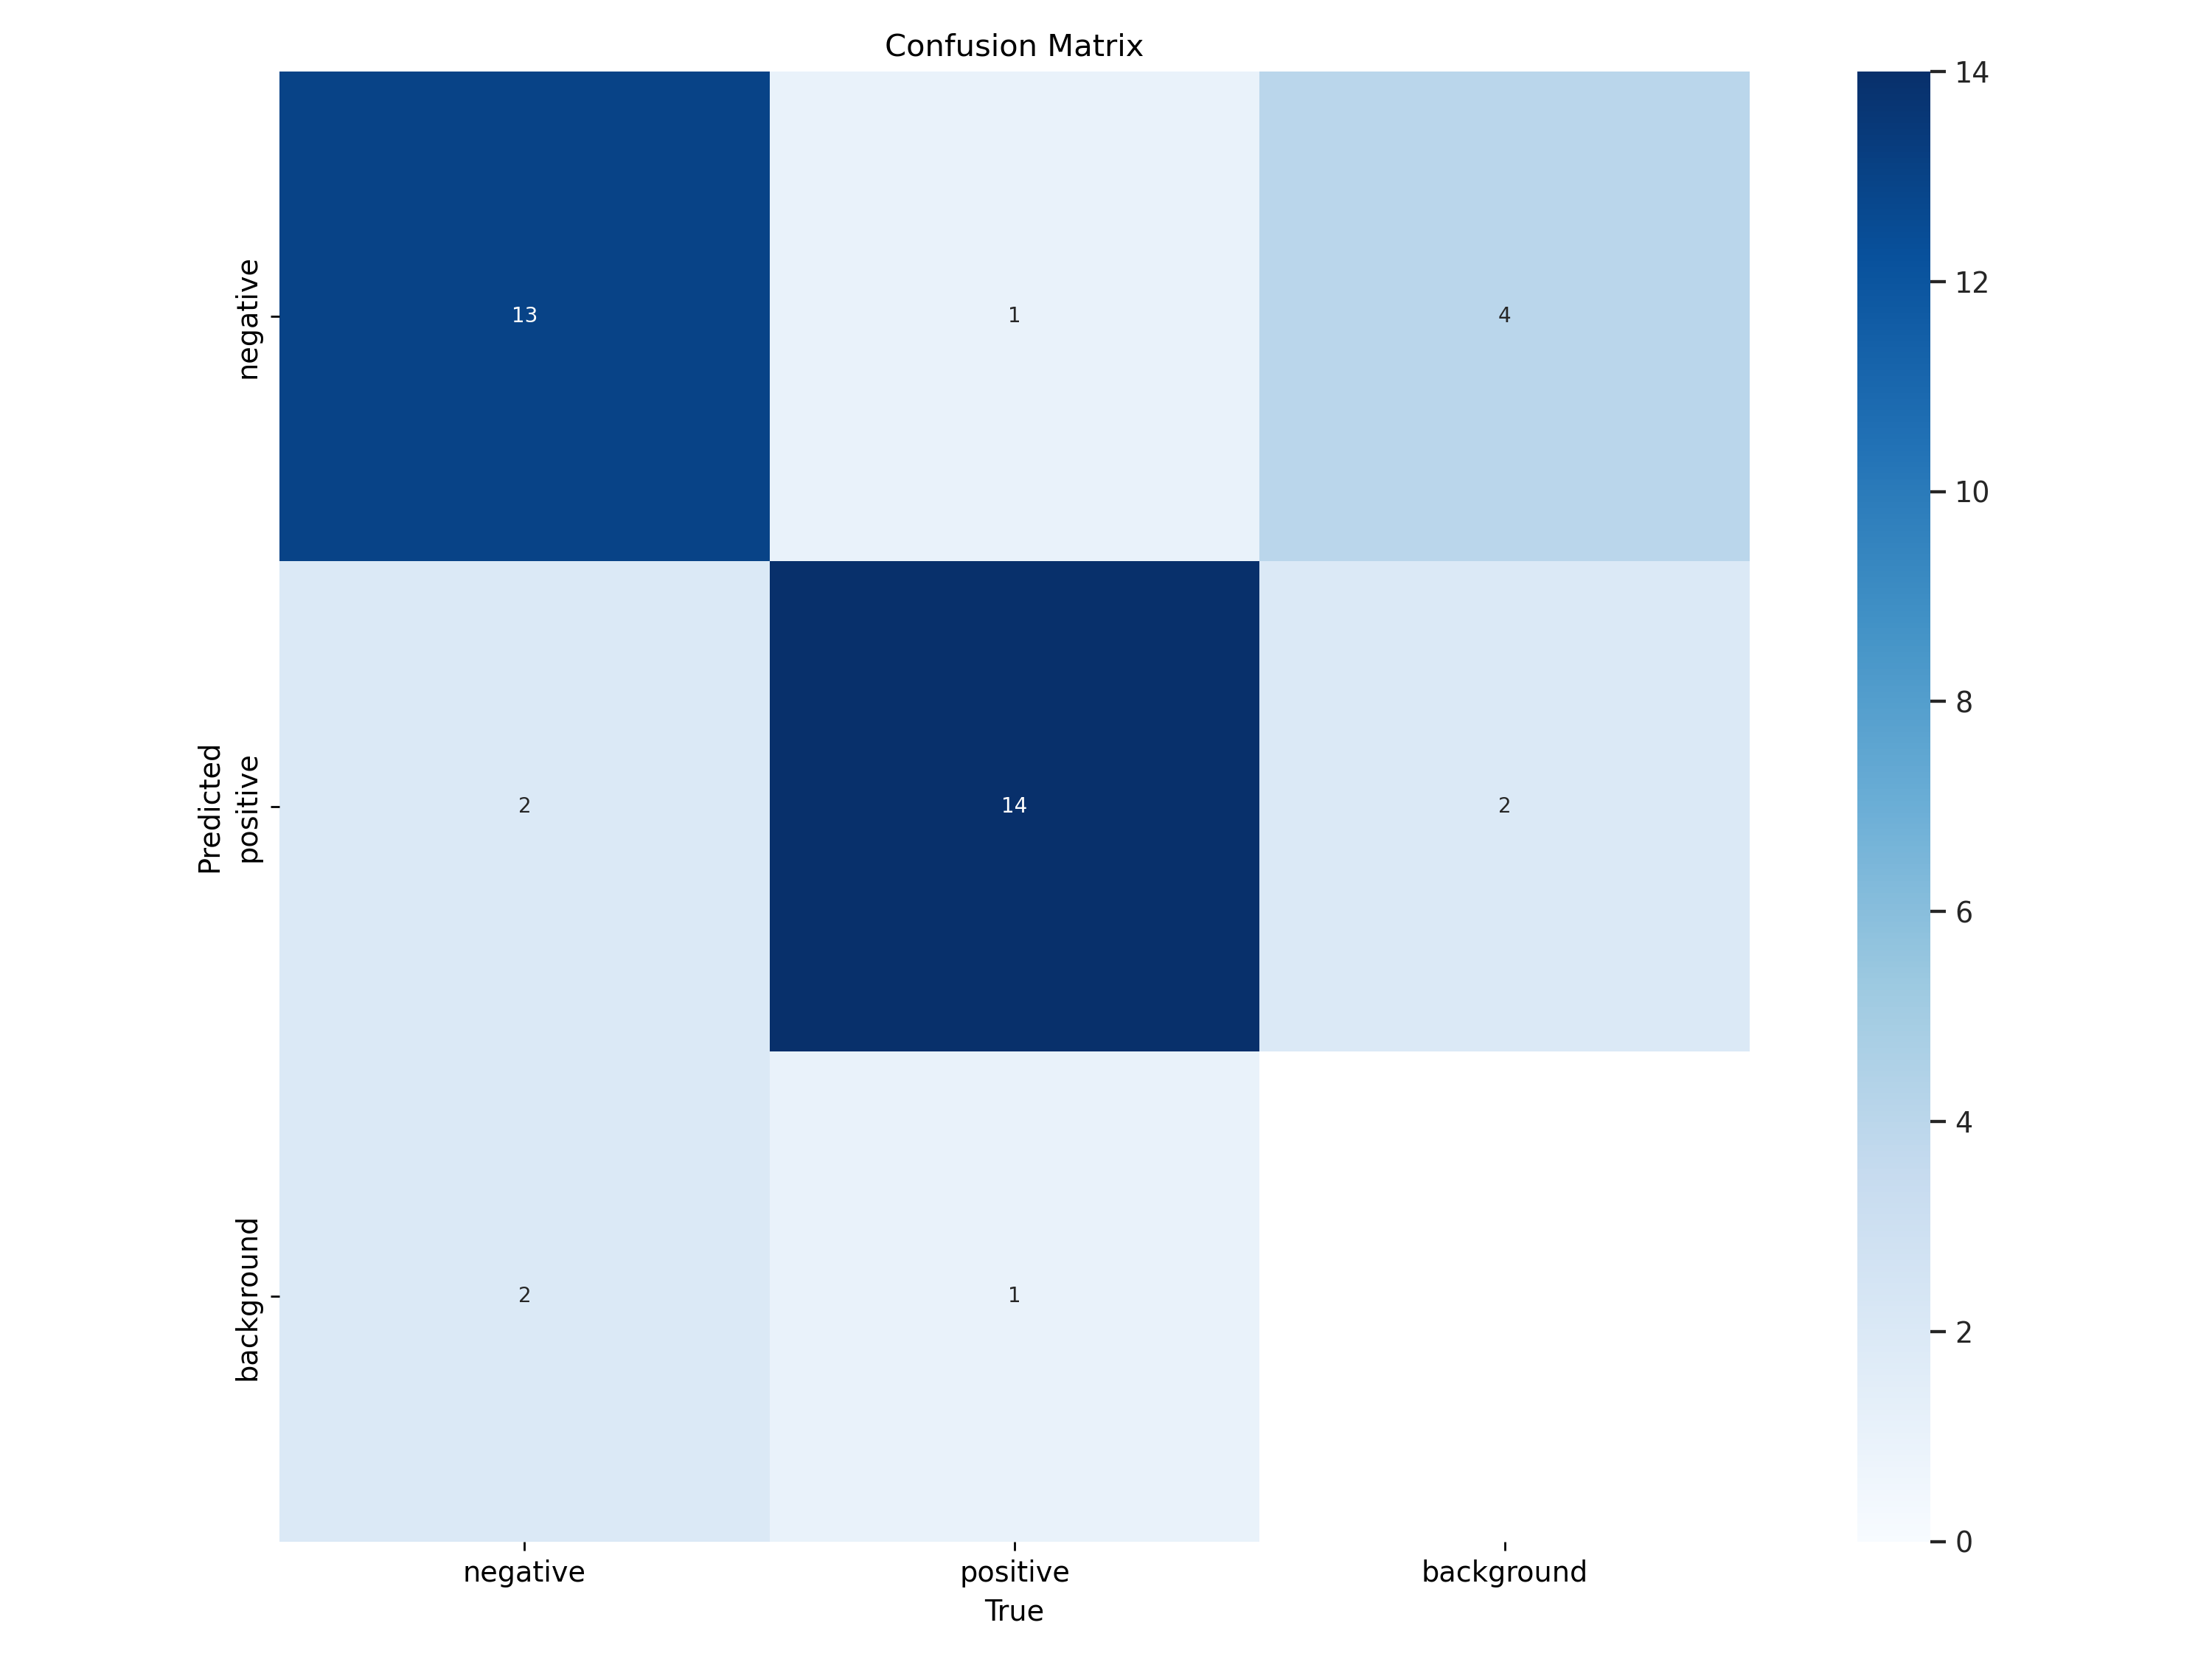 Confusion Matrix
14
12
10
8
6
4
2
0
Predicted
negative
13
1
4
positive
2
14
2
background
2
1
negative
positive
background
True